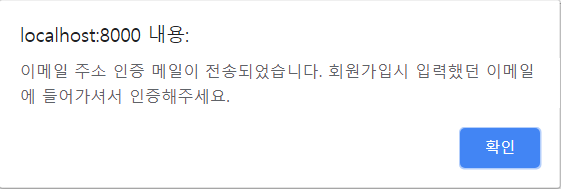 localhost:8000 내용:
이메일 주소 인증 메일이 전송되었습니다. 회원가입시 입력했던 이메일
에 들어가셔서 인증해주세요.
확인